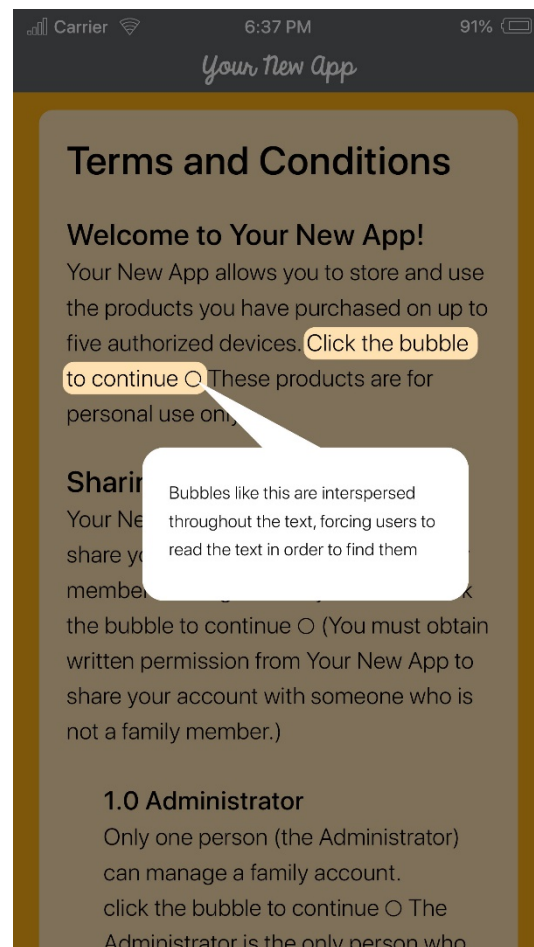 Carrier 6:37 PM 91%
Your New App
Terms and Conditions
Welcome to Your New App!
Your New App allows you to store and use
the products you have purchased on up to
five authorized devices. Click the bubble
to continue ○ These products are for
personal use
Bubbles like this are interspersed
throughout the text, forcing users to
read the text in order to find them
Your
share
the bubble to continue ○ (You must obtain
written permission from Your New App to
share your account with someone who is
not a family member.)
1.0 Administrator
Only one person (the Administrator)
can manage a family account.
click the bubble to continue ○ The
Administrator is the only person who